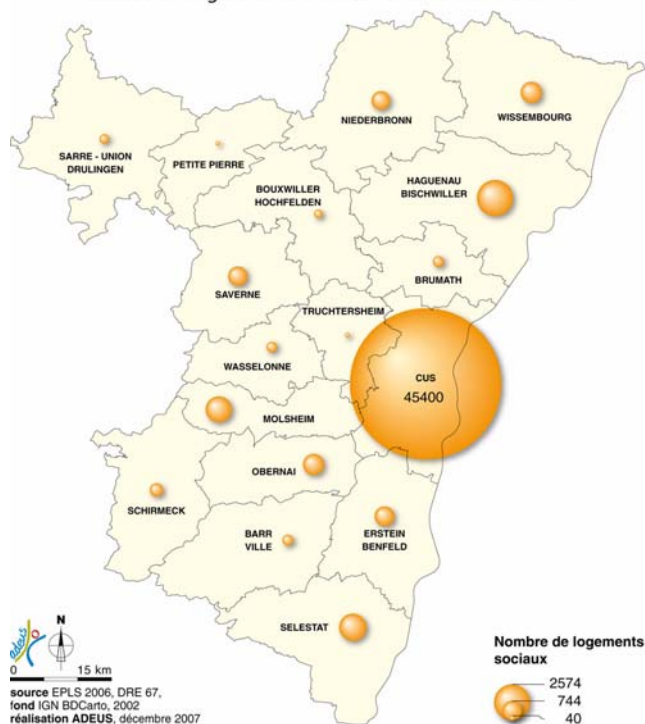 NIEDERBRONN
WISSEMBOURG
SARRE - UNION
DRULINGEN
PETITE PIERRE
BOUXWILLER
HOCHFELDEN
HAGUENAU
BISCHWILLER
SAVERNE
BRUMATH
TRUCHTERSHEIM
WASSELONNE
CUS
45400
MOLSHEIM
OBERNAI
SCHIRMECK
BARR
VILLE
ERSTEIN
BENFELD
SELESTAT
adeus
N
0 15 km
source EPLS 2006, DRE 67,
fond IGN BDCarto, 2002
réalisation ADEUS, décembre 2007
Nombre de logements
sociaux
2574
744
40